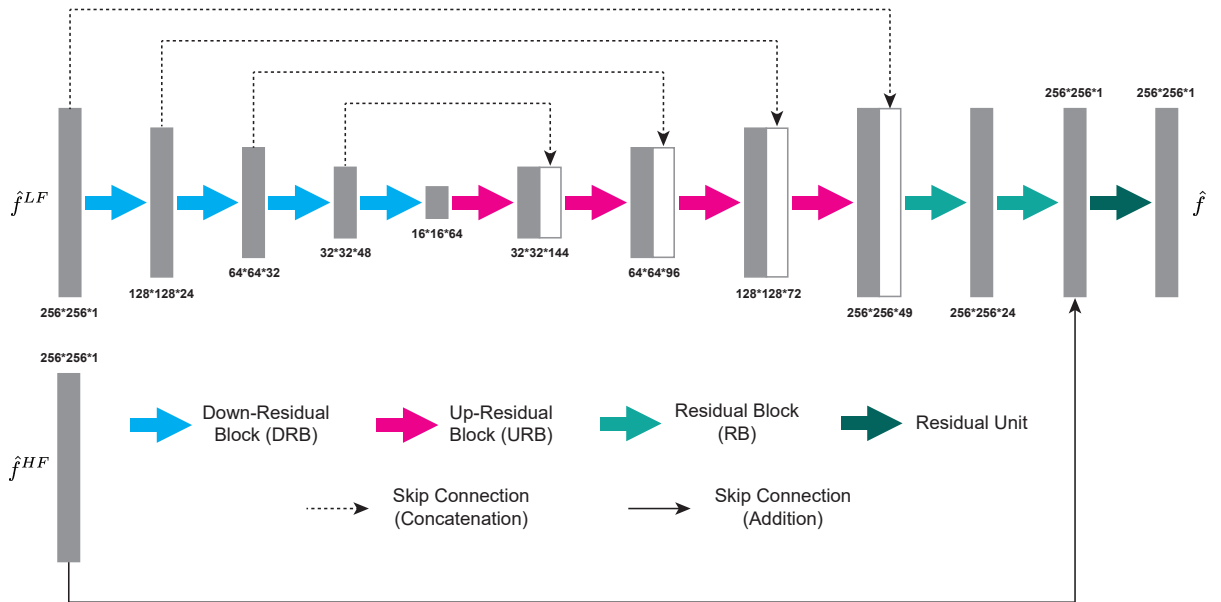 256*256*1
256*256*1
$\hat{f}^{LF}$
$\hat{f}$
16*16*64
32*32*48
32*32*144
64*64*32
64*64*96
128*128*24
128*128*72
256*256*1
256*256*49
256*256*24
256*256*1
$\hat{f}^{HF}$
Down-Residual
Block (DRB)
Up-Residual
Block (URB)
Residual Block
(RB)
Residual Unit
Skip Connection
(Concatenation)
Skip Connection
(Addition)